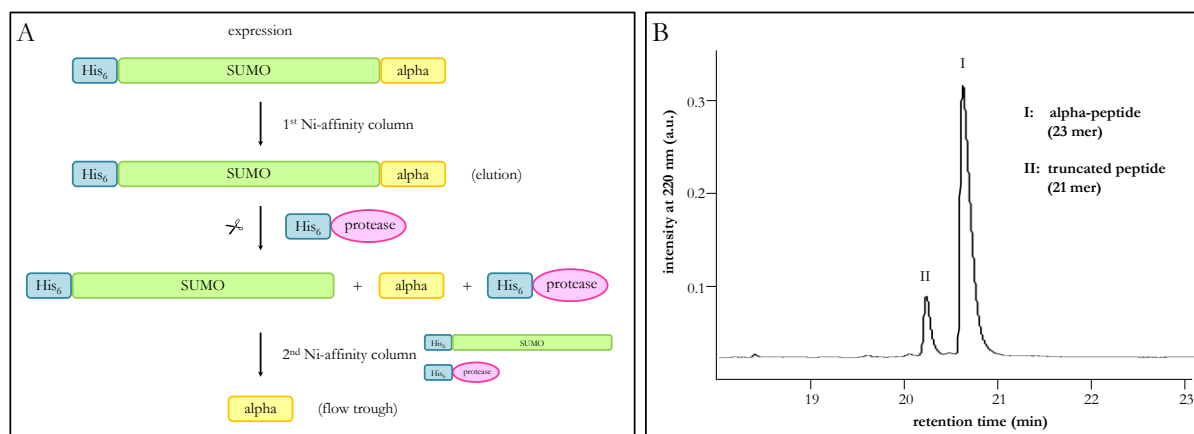 A
expression
His6 SUMO alpha
1st Ni-affinity column
His6 SUMO alpha (elution)
His6 protease
His6 SUMO + alpha + His6 protease
2nd Ni-affinity column
His6 SUMO
His6 protease
alpha (flow trough)
B
I
II
I: alpha-peptide
(23 mer)
II: truncated peptide
(21 mer)
intensity at 220 nm (a.u.)
0.3
0.2
0.1
19 20 21 22 23
retention time (min)